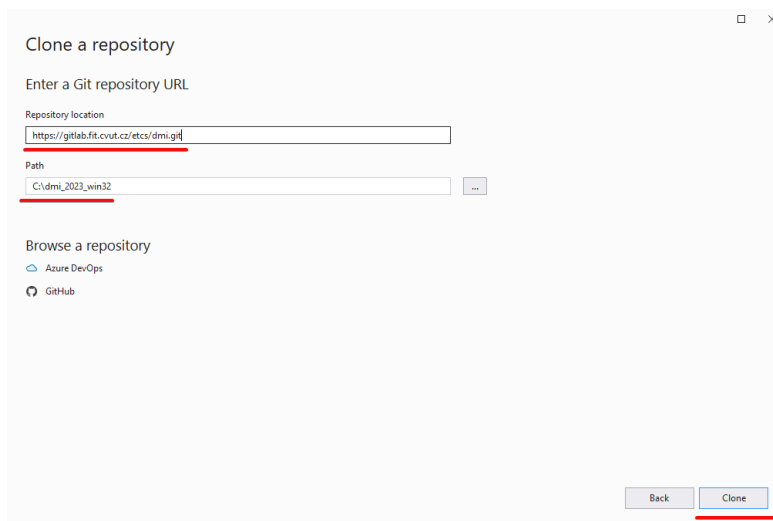 Clone a repository
Enter a Git repository URL
Repository location
https://gitlab.fit.cvut.cz/etcs/dmi.git
Path
C:\dmi_2023_win32
...
Browse a repository
Azure DevOps
GitHub
Back
Clone